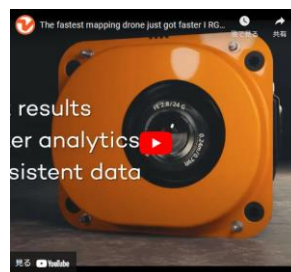 The fastest mapping drone just got faster I RG...
後で見る
共有
results
er analytics
sistent data
見る
YouTube